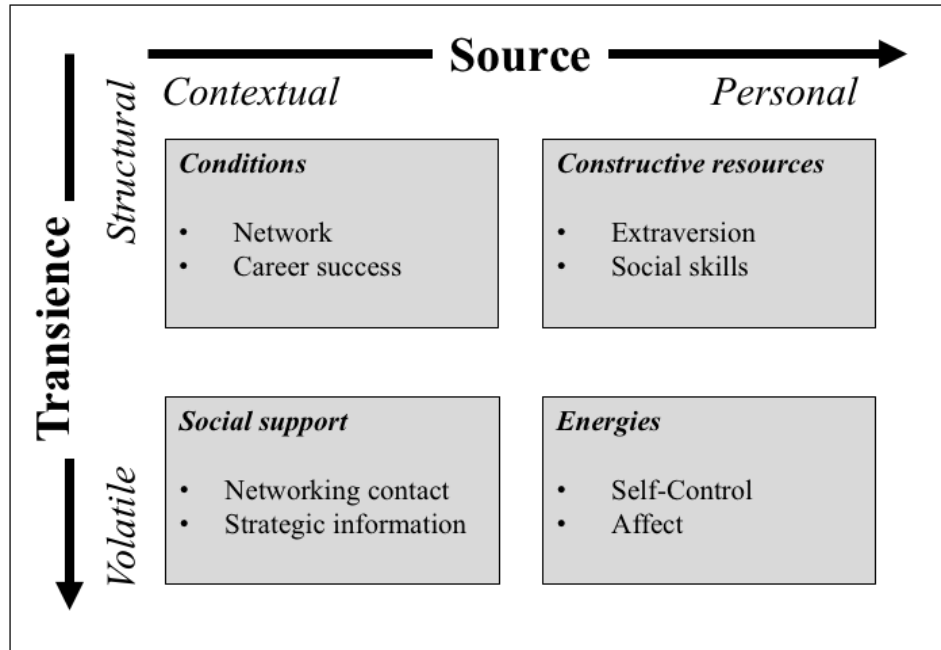 Source
Contextual
Personal
Transience
Structural
Volatile
Conditions
• Network
• Career success
Constructive resources
• Extraversion
• Social skills
Social support
• Networking contact
• Strategic information
Energies
• Self-Control
• Affect